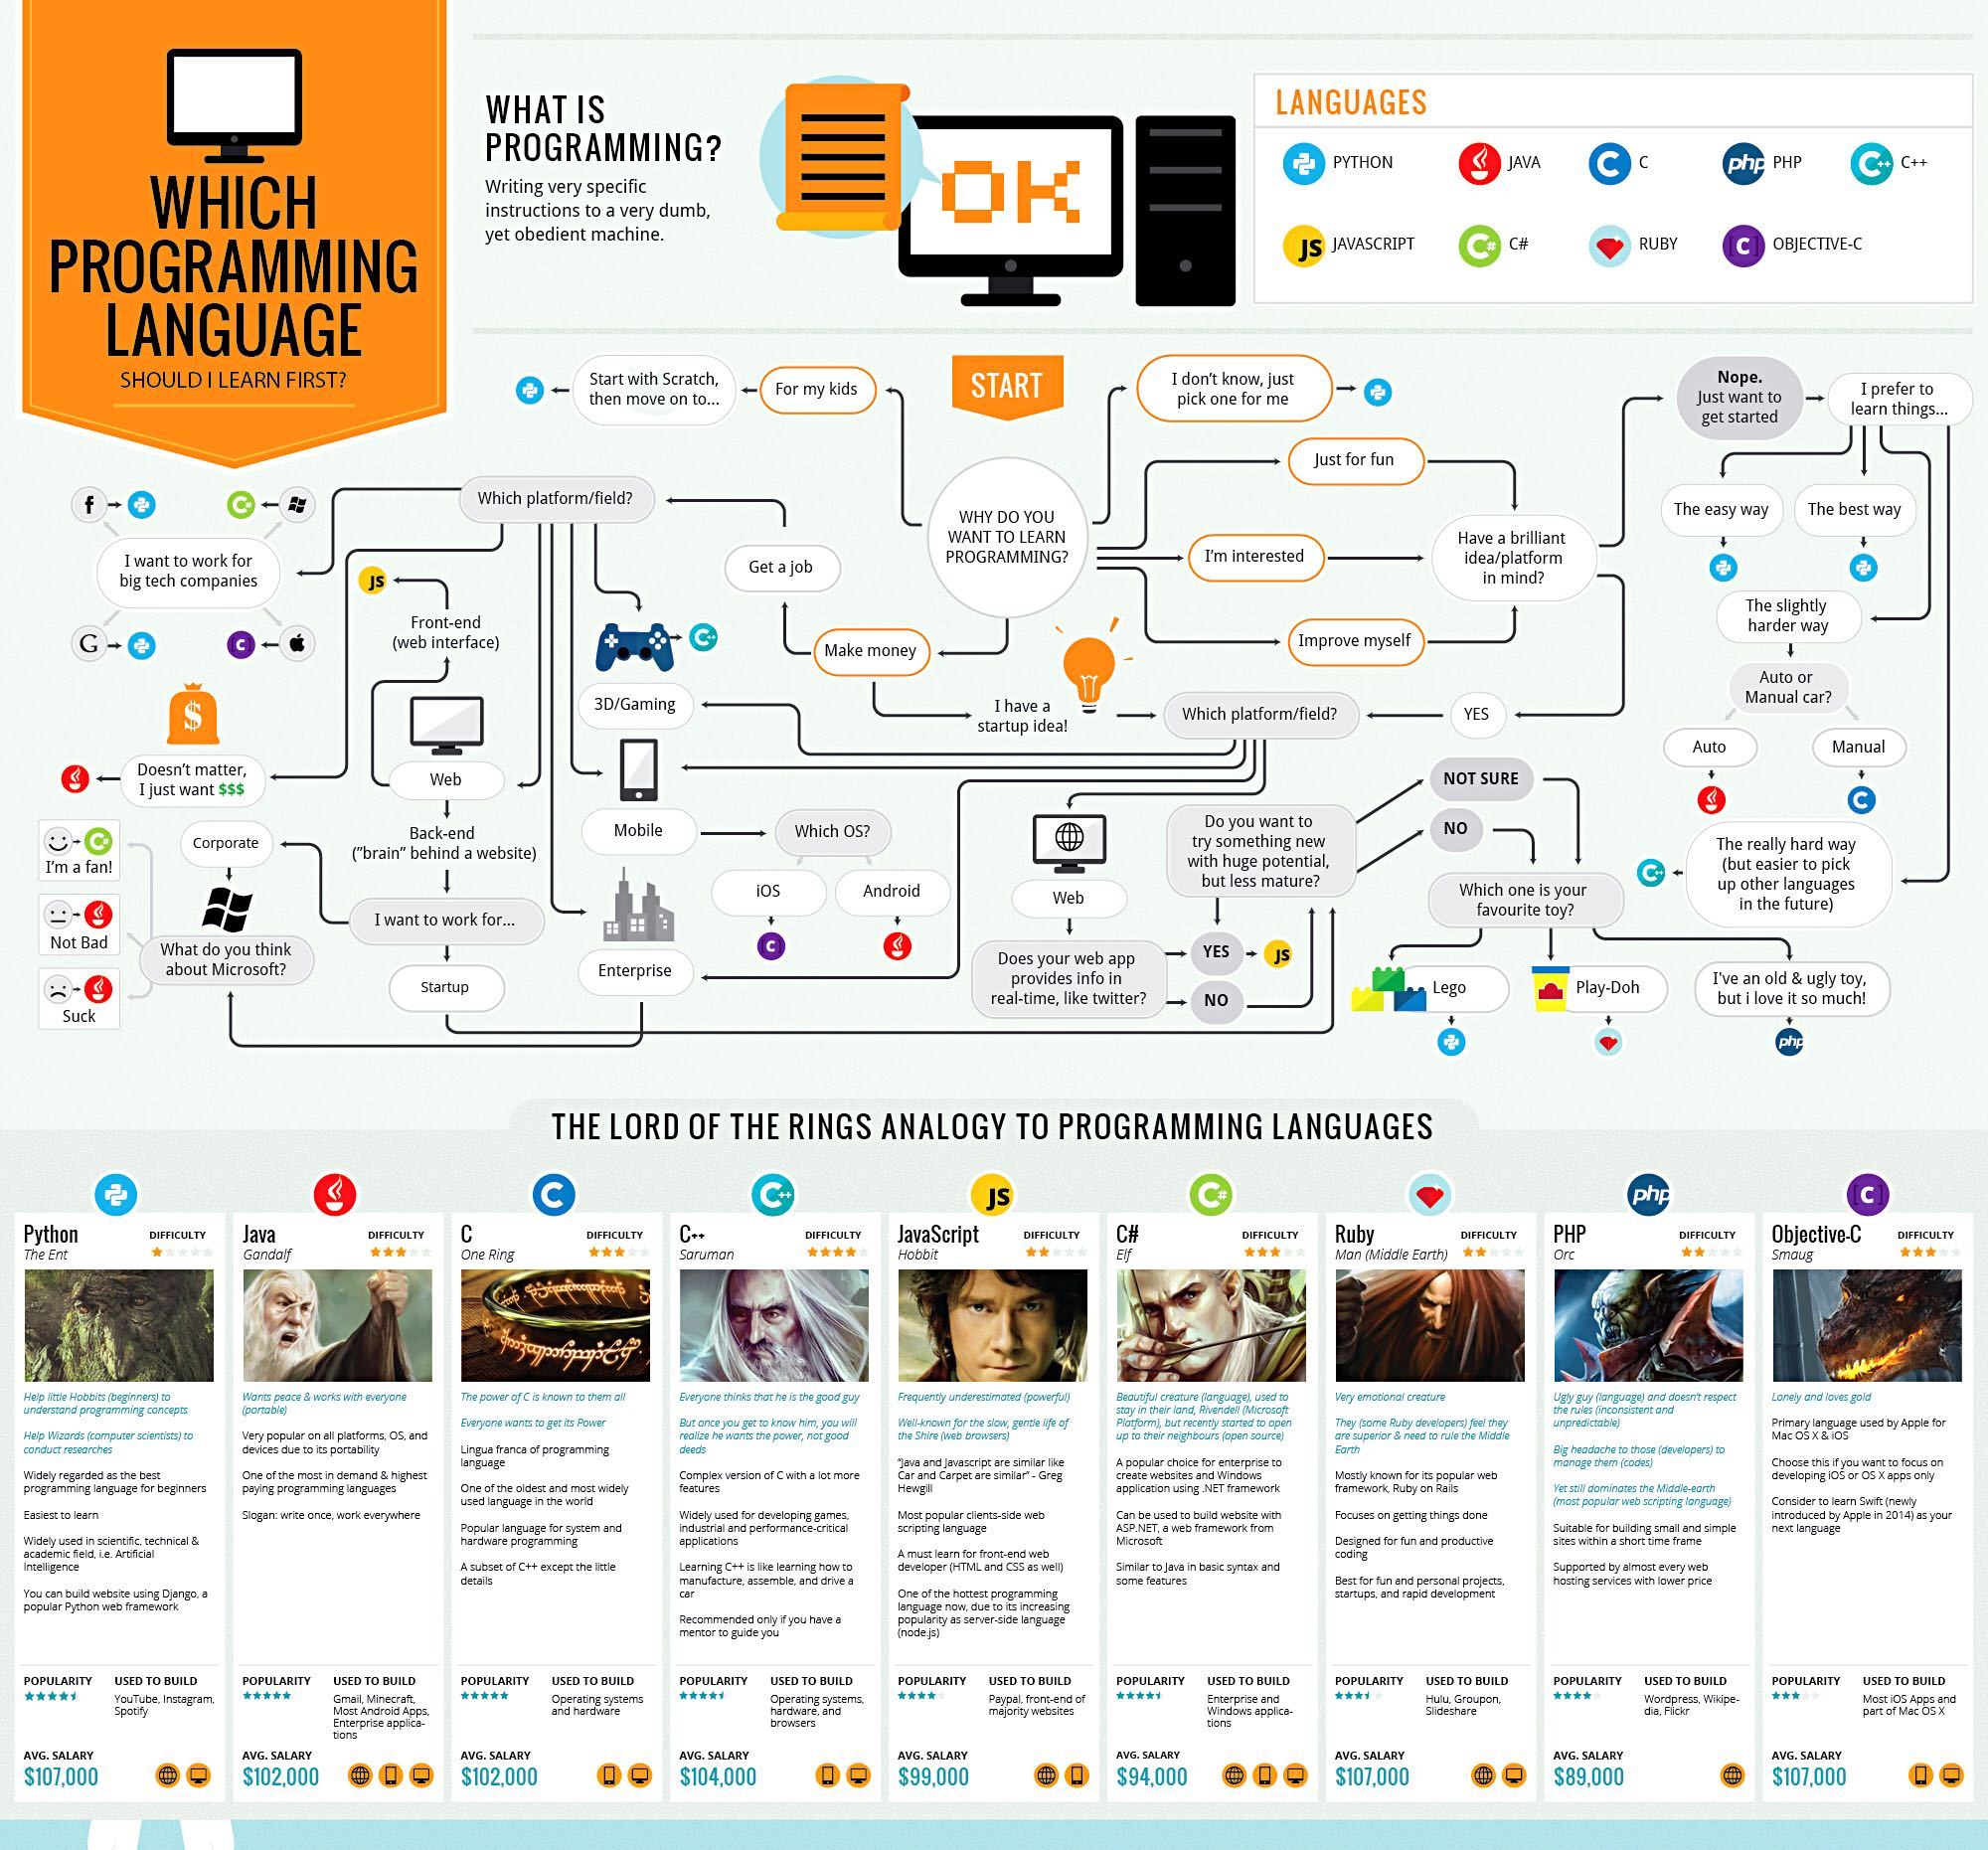 WHICH
PROGRAMMING
LANGUAGE
SHOULD I LEARN FIRST?
WHAT IS
PROGRAMMING?
Writing very specific
instructions to a very dumb,
yet obedient machine.
OK
LANGUAGES
PYTHON
JAVA
C
php PHP
C++ C++
JS JAVASCRIPT
C# C#
RUBY
[C] OBJECTIVE-C
START
WHY DO YOU
WANT TO LEARN
PROGRAMMING?
For my kids
Start with Scratch,
then move on to...
I don't know, just
pick one for me
Just for fun
I'm interested
Improve myself
Have a brilliant
idea/platform
in mind?
Nope.
Just want to
get started
I prefer to
learn things...
The easy way
The best way
The slightly
harder way
Auto or
Manual car?
Auto
Manual
C
The really hard way
(but easier to pick
up other languages
in the future)
C++
YES
Which platform/field?
Make money
Get a job
I have a
startup idea!
Which platform/field?
f
C#
I want to work for
big tech companies
G
[C]
$
Doesn't matter,
I just want $$$
JS
Front-end
(web interface)
Web
Back-end
("brain" behind a website)
I want to work for...
Corporate
Startup
What do you think
about Microsoft?
C#
I'm a fan!
Not Bad
Suck
C++
3D/Gaming
Mobile
Which OS?
iOS
Android
[C]
Enterprise
Web
Does your web app
provides info in
real-time, like twitter?
YES
JS
NO
Do you want to
try something new
with huge potential,
but less mature?
NOT SURE
NO
Which one is your
favourite toy?
Lego
Play-Doh
I've an old & ugly toy,
but i love it so much!
php
THE LORD OF THE RINGS ANALOGY TO PROGRAMMING LANGUAGES
Python
The Ent
DIFFICULTY
Help little Hobbits (beginners) to
understand programming concepts
Help Wizards (computer scientists) to
conduct researches
Widely regarded as the best
programming language for beginners
Easiest to learn
Widely used in scientific, technical &
academic field, i.e. Artificial
Intelligence
You can build website using Django, a
popular Python web framework
POPULARITY
USED TO BUILD
YouTube, Instagram,
Spotify
AVG. SALARY
$107,000
Java
Gandalf
DIFFICULTY
Wants peace & works with everyone
(portable)
Very popular on all platforms, OS, and
devices due to its portability
One of the most in demand & highest
paying programming languages
Slogan: write once, work everywhere
POPULARITY
USED TO BUILD
Gmail, Minecraft,
Most Android Apps,
Enterprise applica-
tions
AVG. SALARY
$102,000
C
C
One Ring
DIFFICULTY
The power of C is known to them all
Everyone wants to get its Power
Lingua franca of programming
language
One of the oldest and most widely
used language in the world
Popular language for system and
hardware programming
A subset of C++ except the little
details
POPULARITY
USED TO BUILD
Operating systems
and hardware
AVG. SALARY
$102,000
C++
C++
Saruman
DIFFICULTY
Everyone thinks that he is the good guy
But once you get to know him, you will
realize he wants the power, not good
deeds
Complex version of C with a lot more
features
Widely used for developing games,
industrial and performance-critical
applications
Learning C++ is like learning how to
manufacture, assemble, and drive a
car
Recommended only if you have a
mentor to guide you
POPULARITY
USED TO BUILD
Operating systems,
hardware, and
browsers
AVG. SALARY
$104,000
JS
JavaScript
Hobbit
DIFFICULTY
Frequently underestimated (powerful)
Well-known for the slow, gentle life of
the Shire (web browsers)
"Java and Javascript are similar like
Car and Carpet are similar" - Greg
Hewgill
Most popular clients-side web
scripting language
A must learn for front-end web
developer (HTML and CSS as well)
One of the hottest programming
language now, due to its increasing
popularity as server-side language
(node.js)
POPULARITY
USED TO BUILD
Paypal, front-end of
majority websites
AVG. SALARY
$99,000
C#
C#
Elf
DIFFICULTY
Beautiful creature (language), used to
stay in their land, Rivendell (Microsoft
Platform), but recently started to open
up to their neighbours (open source)
A popular choice for enterprise to
create websites and Windows
application using .NET framework
Can be used to build website with
ASP.NET, a web framework from
Microsoft
Similar to Java in basic syntax and
some features
POPULARITY
USED TO BUILD
Enterprise and
Windows applica-
tions
AVG. SALARY
$94,000
Ruby
Man (Middle Earth)
DIFFICULTY
Very emotional creature
They (some Ruby developers) feel they
are superior & need to rule the Middle
Earth
Mostly known for its popular web
framework, Ruby on Rails
Focuses on getting things done
Designed for fun and productive
coding
Best for fun and personal projects,
startups, and rapid development
POPULARITY
USED TO BUILD
Hulu, Groupon,
Slideshare
AVG. SALARY
$107,000
php
PHP
Orc
DIFFICULTY
Ugly guy (language) and doesn't respect
the rules (inconsistent and
unpredictable)
Big headache to those (developers) to
manage them (codes)
Yet still dominates the Middle-earth
(most popular web scripting language)
Suitable for building small and simple
sites within a short time frame
Supported by almost every web
hosting services with lower price
POPULARITY
USED TO BUILD
Wordpress, Wikipe-
dia, Flickr
AVG. SALARY
$89,000
[C]
Objective-C
Smaug
DIFFICULTY
Lonely and loves gold
Primary language used by Apple for
Mac OS X & iOS
Choose this if you want to focus on
developing iOS or OS X apps only
Consider to learn Swift (newly
introduced by Apple in 2014) as your
next language
POPULARITY
USED TO BUILD
Most iOS Apps and
part of Mac OS X
AVG. SALARY
$107,000